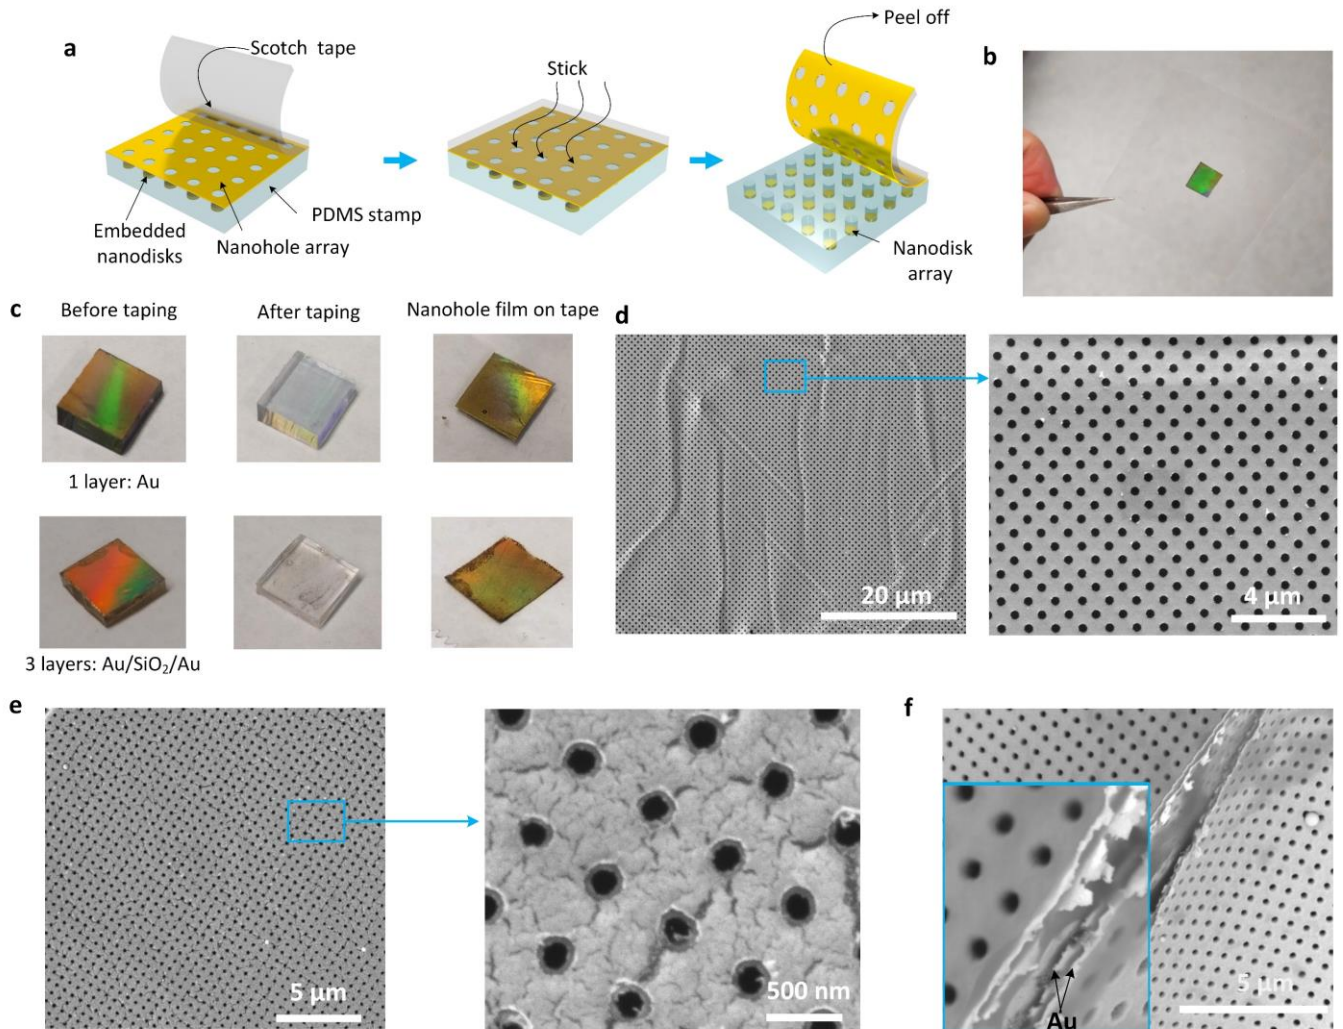 a
Scotch tape
Stick
Peel off
Embedded
nanodisks
Nanohole array
PDMS stamp
Nanodisk
array
b
c
Before taping
After taping
Nanohole film on tape
1 layer: Au
3 layers: Au/SiO₂/Au
d
20 μm
4 μm
e
5 μm
500 nm
f
Au
5 μm